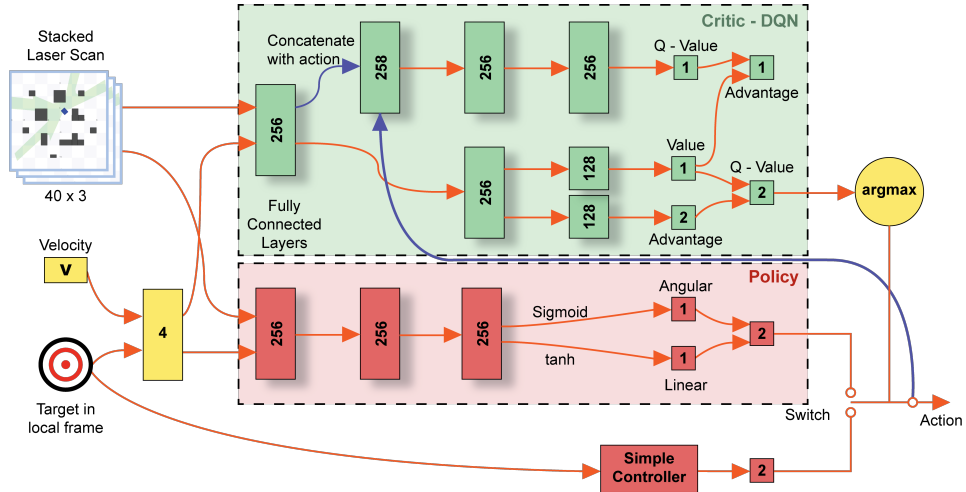 Critic - DQN
Stacked
Laser Scan
40 x 3
Concatenate
with action
256
258
256
256
Q - Value
1
1
Advantage
Fully
Connected
Layers
256
128
128
Value
1
2
Advantage
Q - Value
2
argmax
Velocity
V
4
Target in
local frame
Policy
256
256
256
Sigmoid
tanh
Angular
1
1
Linear
2
Switch
Action
Simple
Controller
2